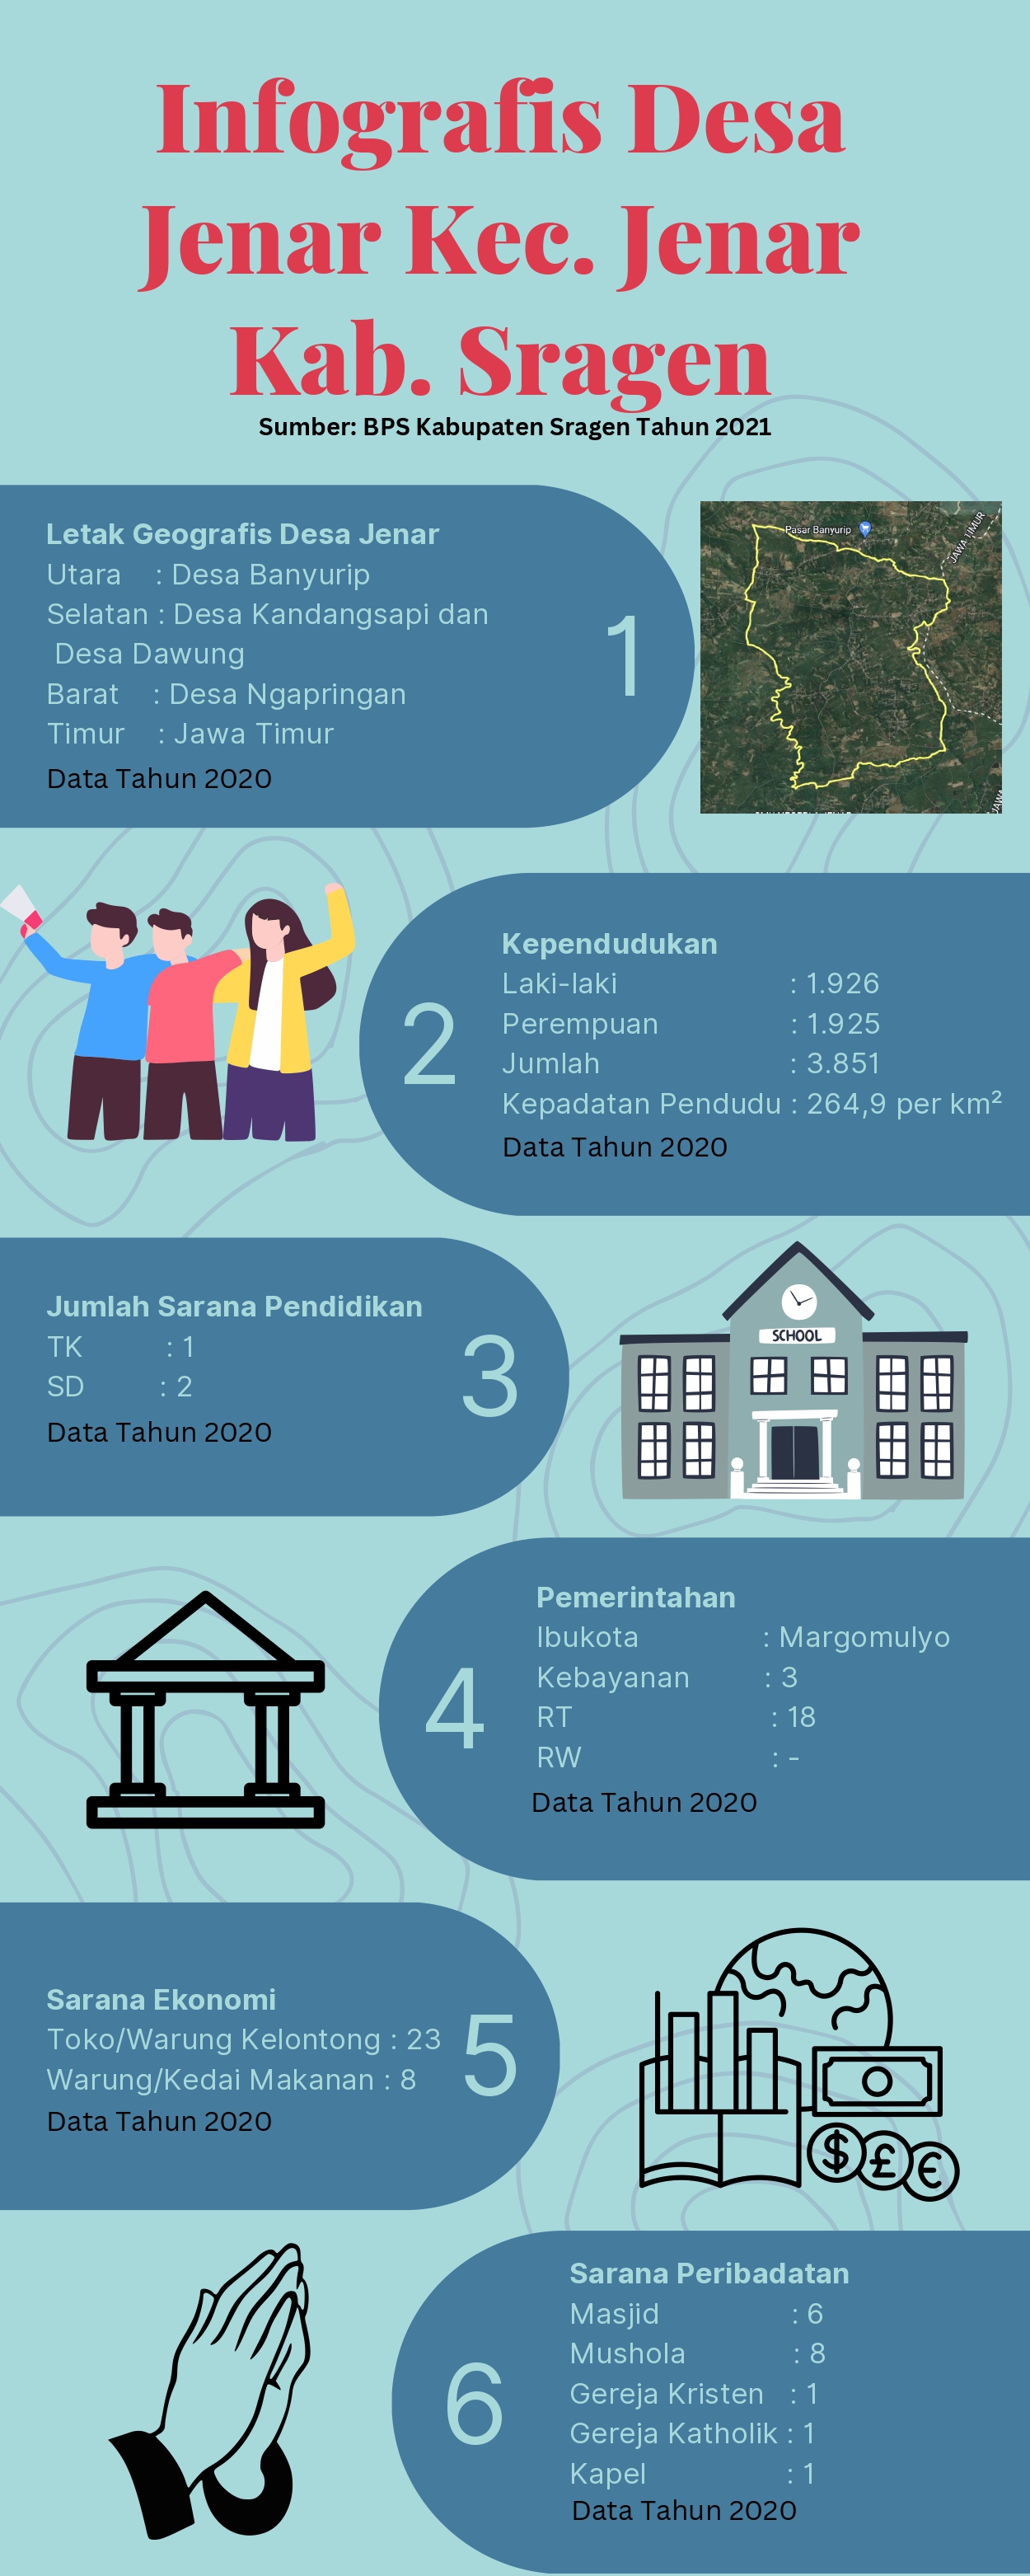 Infografis Desa
Jenar Kec. Jenar
Kab. Sragen
Sumber: BPS Kabupaten Sragen Tahun 2021
Letak Geografis Desa Jenar
Utara : Desa Banyurip
Selatan : Desa Kandangsapi dan
Desa Dawung
Barat : Desa Ngapringan
Timur : Jawa Timur
Data Tahun 2020
1
Pasar Banyurip
JAWA TIMUR
2
Kependudukan
Laki-laki : 1.926
Perempuan : 1.925
Jumlah : 3.851
Kepadatan Pendudu : 264,9 per km²
Data Tahun 2020
Jumlah Sarana Pendidikan
TK : 1
SD : 2
Data Tahun 2020
3
SCHOOL
4
Pemerintahan
Ibukota : Margomulyo
Kebayanan : 3
RT : 18
RW : -
Data Tahun 2020
Sarana Ekonomi
Toko/Warung Kelontong : 23
Warung/Kedai Makanan : 8
Data Tahun 2020
5
$ £ €
6
Sarana Peribadatan
Masjid : 6
Mushola : 8
Gereja Kristen : 1
Gereja Katholik : 1
Kapel : 1
Data Tahun 2020